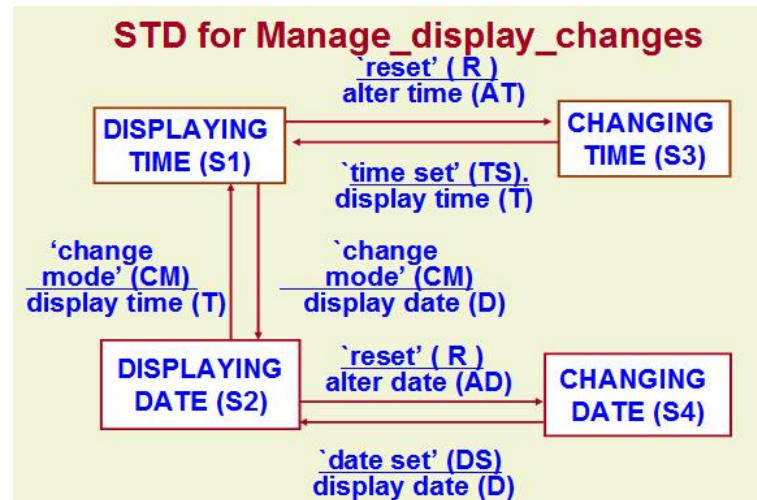 STD for Manage_display_changes
`reset' ( R )
alter time (AT)
DISPLAYING
TIME (S1)
CHANGING
TIME (S3)
`time set' (TS).
display time (T)
‘change
mode' (CM)
display time (T)
`change
mode' (CM)
display date (D)
DISPLAYING
DATE (S2)
`reset' ( R )
alter date (AD)
CHANGING
DATE (S4)
`date set' (DS)
display date (D)